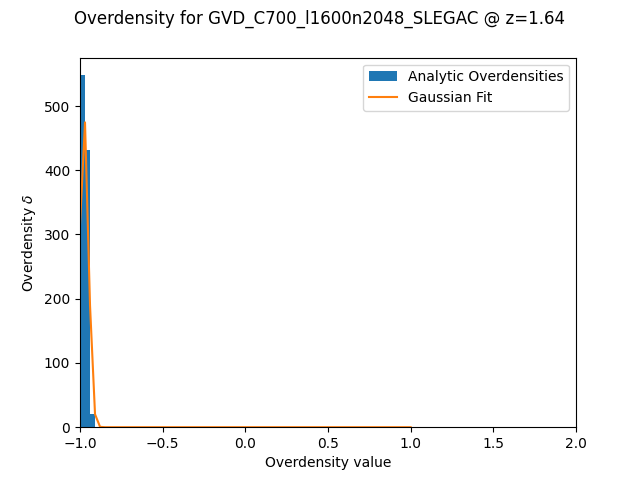 Overdensity for GVD_C700_l1600n2048_SLEGAC @ z=1.64
Analytic Overdensities
Gaussian Fit
Overdensity δ
500
400
300
200
100
0
−1.0 −0.5 0.0 0.5 1.0 1.5 2.0
Overdensity value